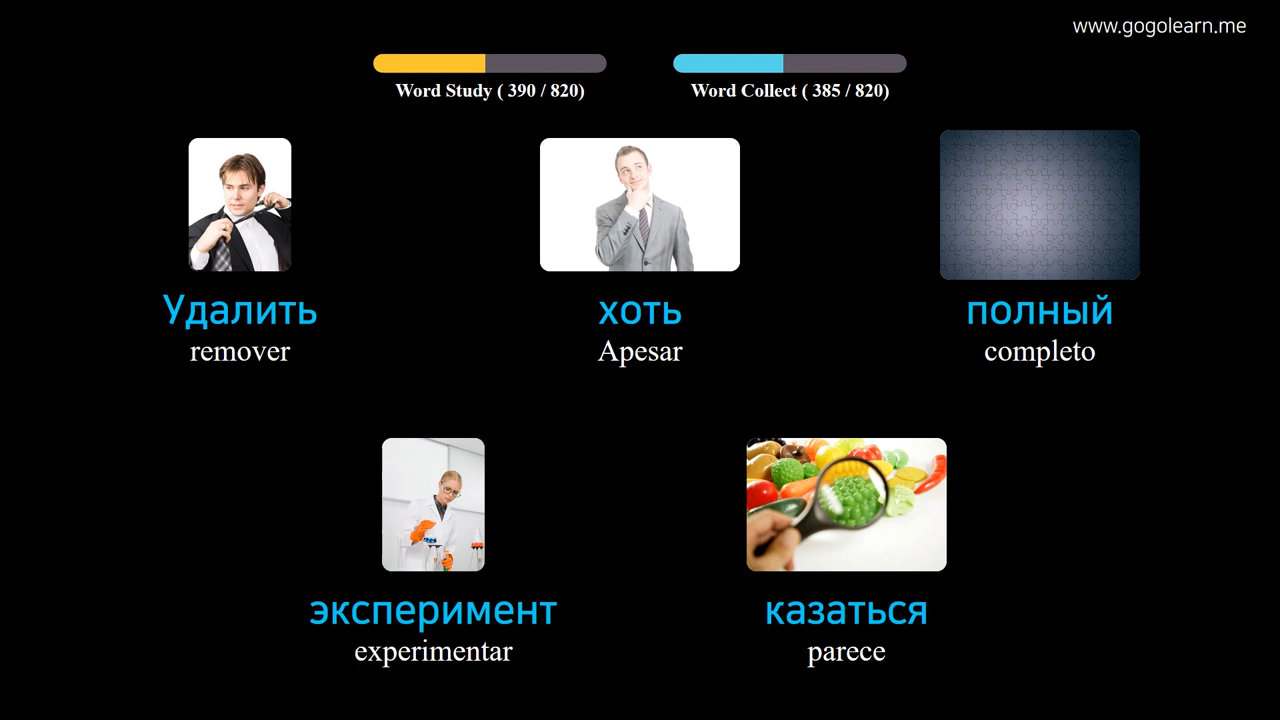 www.gogolearn.me
Word Study ( 390 / 820)
Word Collect ( 385 / 820)
Удалить
remover
хоть
Apesar
полный
completo
эксперимент
experimentar
казаться
parece